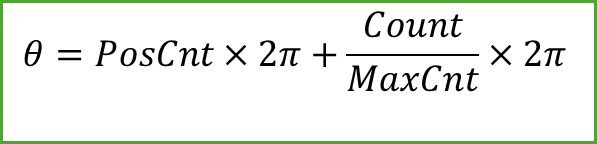 θ = PosCnt × 2π + Count/MaxCnt × 2π